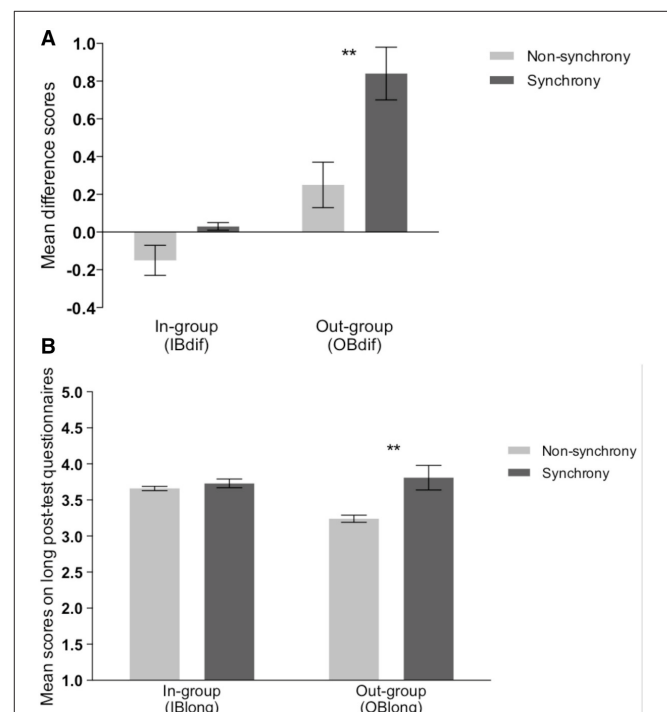 A
Mean difference scores
1.0
0.8
0.6
0.4
0.2
0.0
-0.2
-0.4
**
Non-synchrony
Synchrony
In-group
(IBdif)
Out-group
(OBdif)
B
Mean scores on long post-test questionnaires
5.0
4.5
4.0
3.5
3.0
2.5
2.0
1.5
1.0
**
Non-synchrony
Synchrony
In-group
(IBlong)
Out-group
(OBlong)